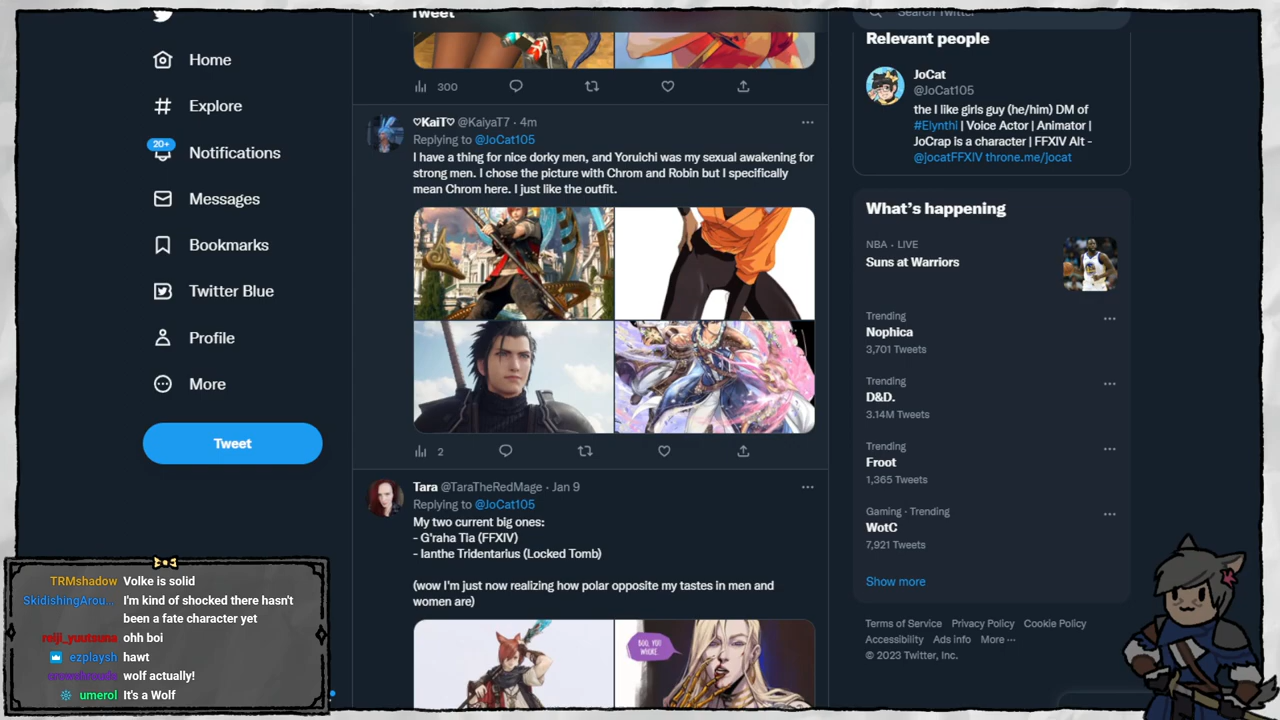 Home
Explore
20+
Notifications
Messages
Bookmarks
Twitter Blue
Profile
More
Tweet
Tweet
300
♡KaiT♡ @KaiyaT7 · 4m
Replying to @JoCat105
I have a thing for nice dorky men, and Yoruichi was my sexual awakening for
strong men. I chose the picture with Chrom and Robin but I specifically
mean Chrom here. I just like the outfit.
2
Tara @TaraTheRedMage · Jan 9
Replying to @JoCat105
My two current big ones:
- G'raha Tia (FFXIV)
- Ianthe Tridentarius (Locked Tomb)
(wow I'm just now realizing how polar opposite my tastes in men and
women are)
BOO, YOU
WHORE.
Search Twitter
Relevant people
JoCat
@JoCat105
the I like girls guy (he/him) DM of
#Elynthi | Voice Actor | Animator |
JoCrap is a character | FFXIV Alt -
@jocatFFXIV throne.me/jocat
What's happening
NBA · LIVE
Suns at Warriors
Trending
Nophica
3,701 Tweets
Trending
D&D.
3.14M Tweets
Trending
Froot
1,365 Tweets
Gaming · Trending
WotC
7,921 Tweets
Show more
Terms of Service Privacy Policy Cookie Policy
Accessibility Ads info More ···
© 2023 Twitter, Inc.
TRMshadow Volke is solid
SkidishingArou... I'm kind of shocked there hasn't
been a fate character yet
reiji_yuutsuna ohh boi
ezplaysh hawt
wolf actually!
umerol It's a Wolf